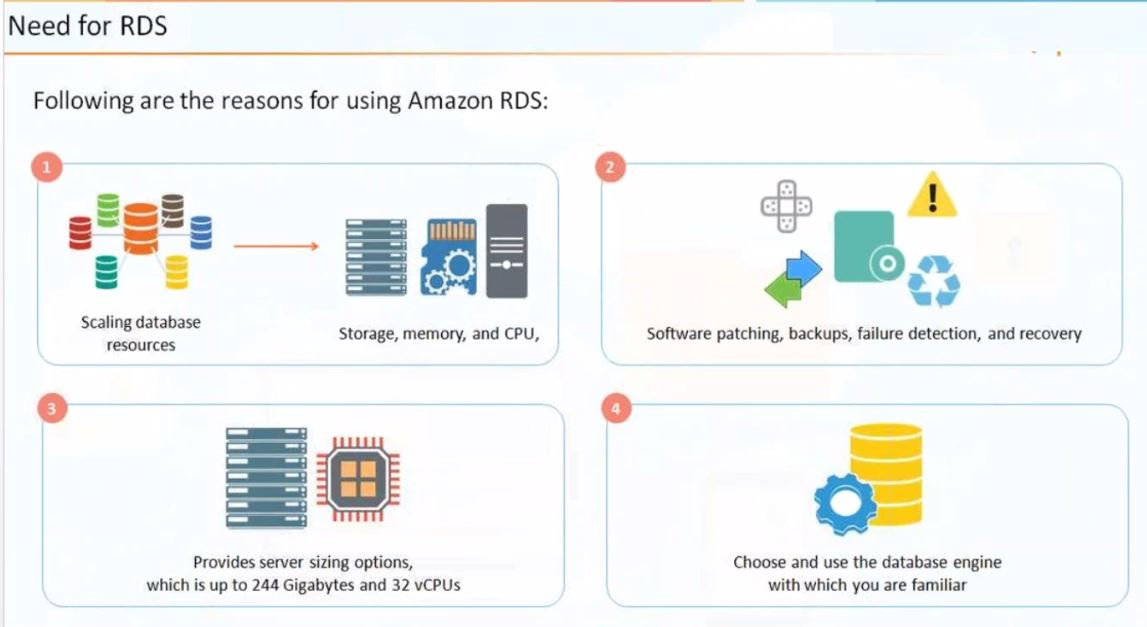 Need for RDS
Following are the reasons for using Amazon RDS:
1
Scaling database
resources
Storage, memory, and CPU,
2
Software patching, backups, failure detection, and recovery
3
Provides server sizing options,
which is up to 244 Gigabytes and 32 vCPUs
4
Choose and use the database engine
with which you are familiar